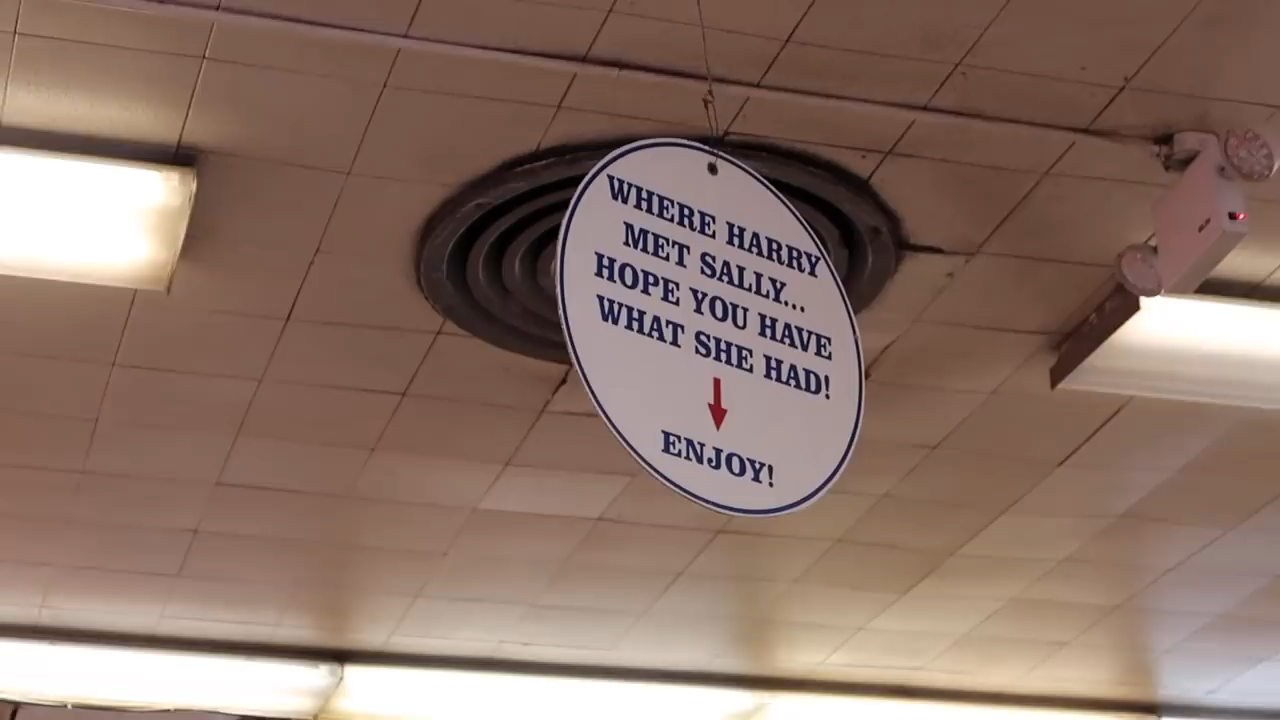 WHERE HARRY
MET SALLY...
HOPE YOU HAVE
WHAT SHE HAD!
ENJOY!